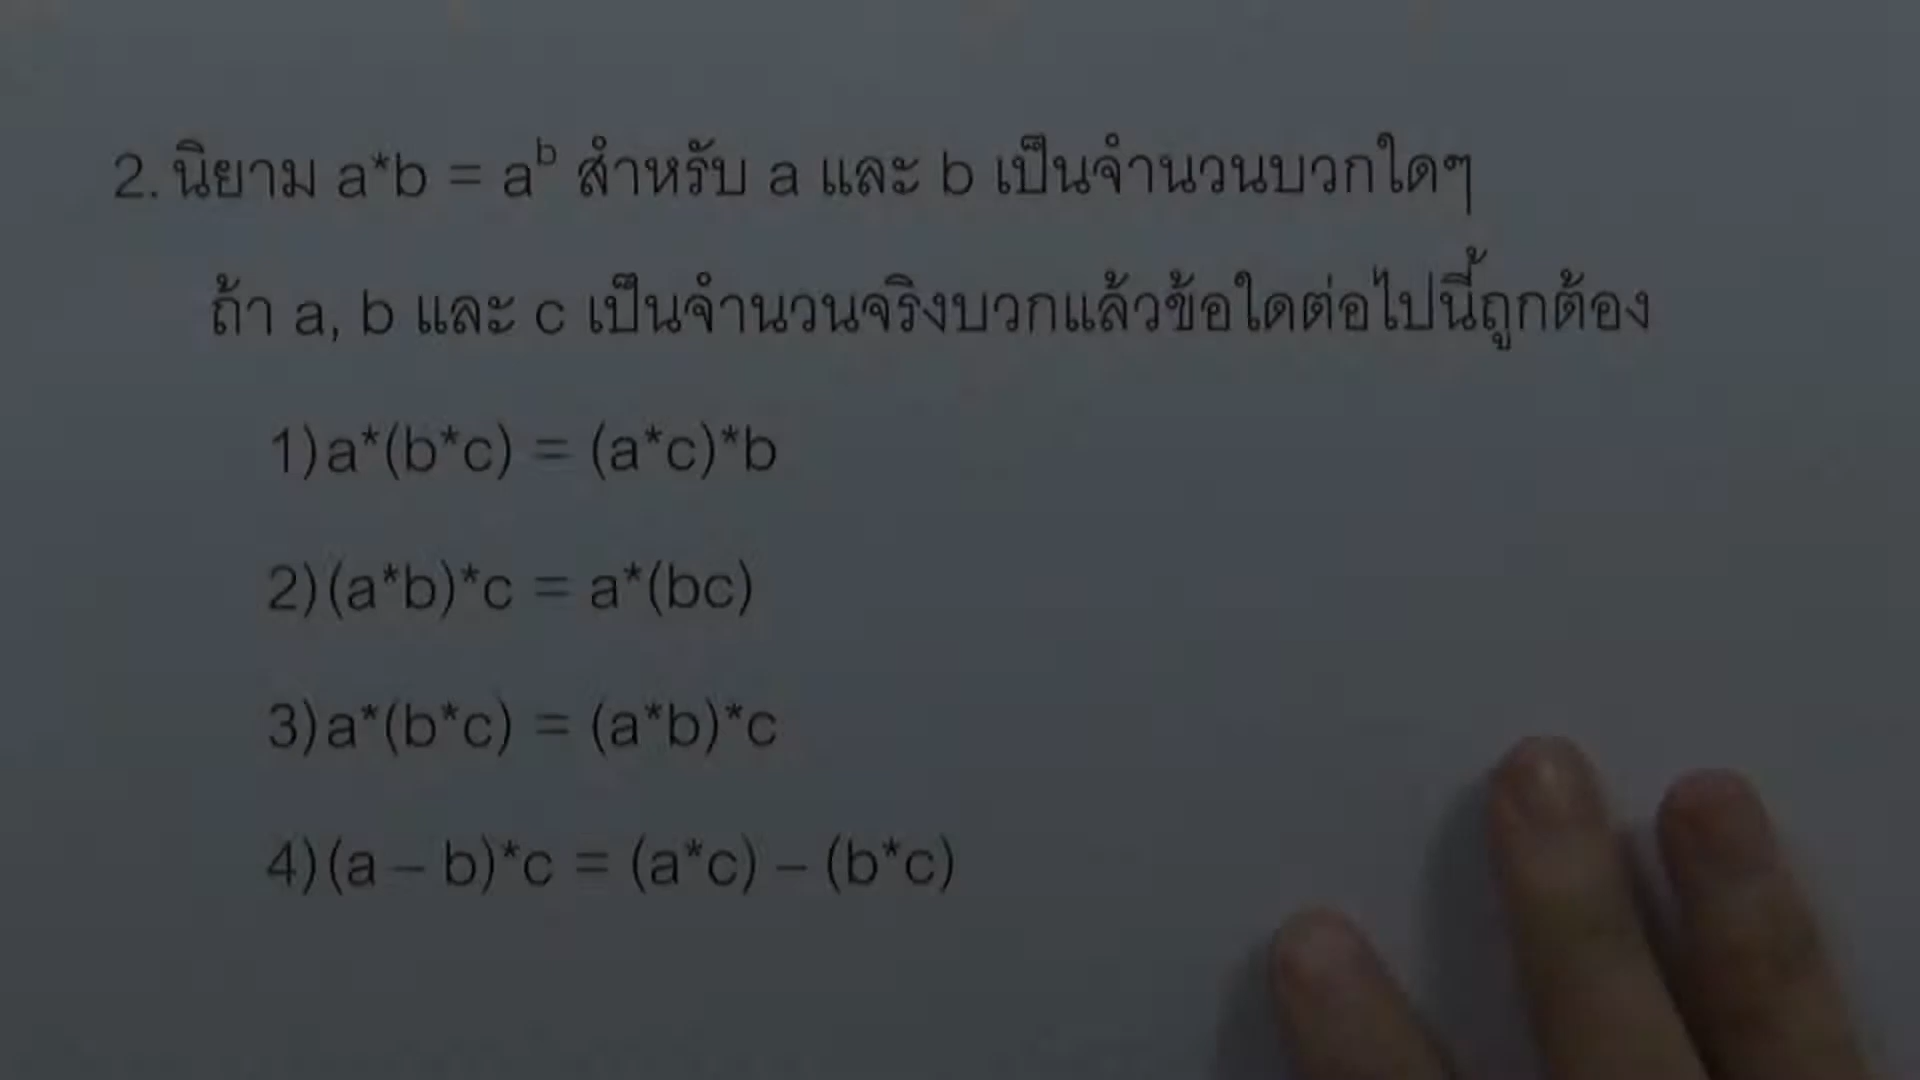 2. นิยาม a*b = aᵇ สำหรับ a และ b เป็นจำนวนบวกใดๆ
ถ้า a, b และ c เป็นจำนวนจริงบวกแล้วข้อใดต่อไปนี้ถูกต้อง
1) a*(b*c) = (a*c)*b
2) (a*b)*c = a*(bc)
3) a*(b*c) = (a*b)*c
4) (a – b)*c = (a*c) – (b*c)